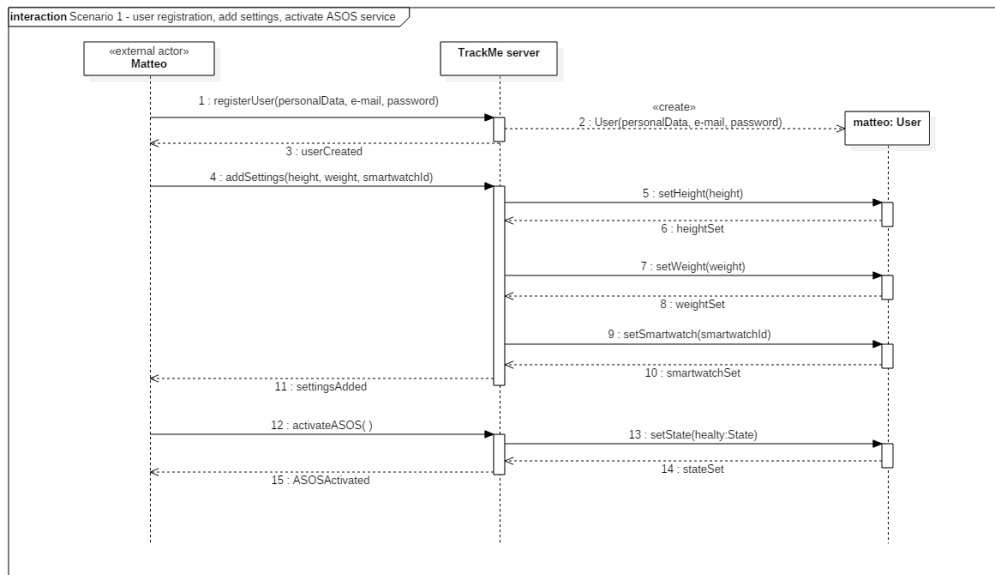 interaction Scenario 1 - user registration, add settings, activate ASOS service
«external actor»
Matteo
TrackMe server
1 : registerUser(personalData, e-mail, password)
«create»
2 : User(personalData, e-mail, password)
matteo: User
3 : userCreated
4 : addSettings(height, weight, smartwatchId)
5 : setHeight(height)
6 : heightSet
7 : setWeight(weight)
8 : weightSet
9 : setSmartwatch(smartwatchId)
10 : smartwatchSet
11 : settingsAdded
12 : activateASOS( )
13 : setState(healty:State)
14 : stateSet
15 : ASOSActivated